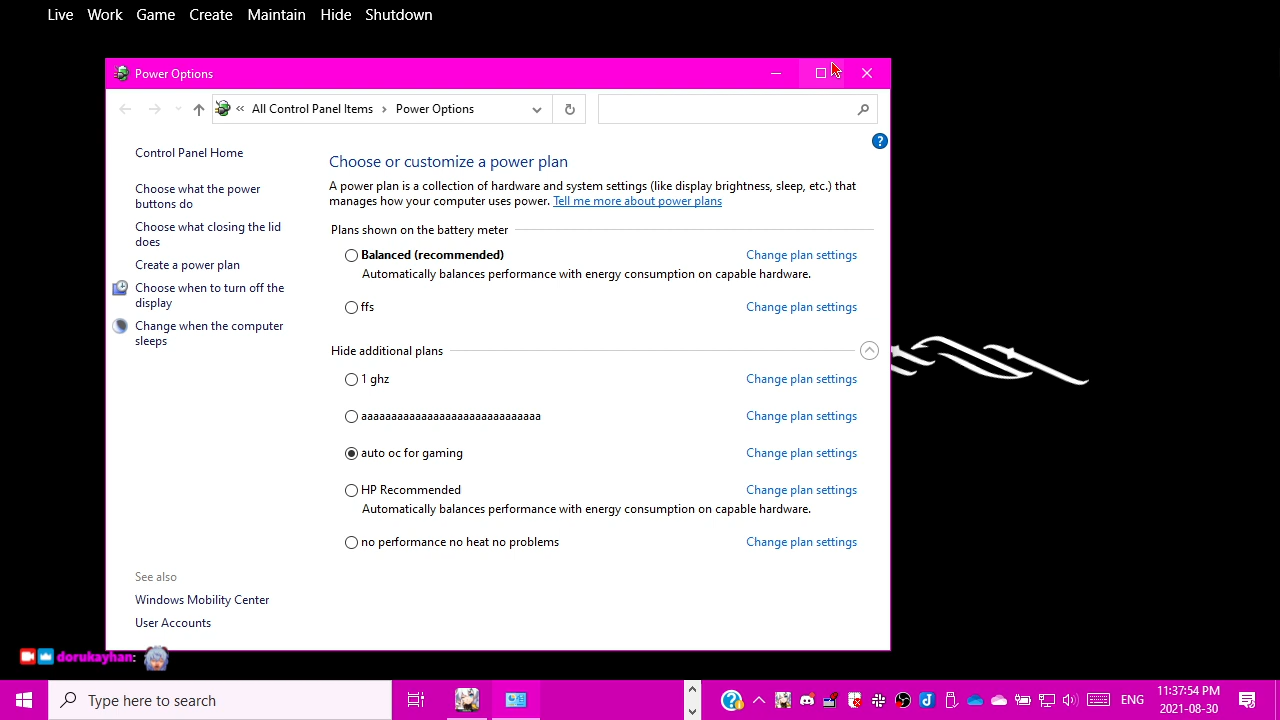 Live Work Game Create Maintain Hide Shutdown
Power Options
« All Control Panel Items › Power Options
Control Panel Home
Choose what the power
buttons do
Choose what closing the lid
does
Create a power plan
Choose when to turn off the
display
Change when the computer
sleeps
Choose or customize a power plan
A power plan is a collection of hardware and system settings (like display brightness, sleep, etc.) that
manages how your computer uses power. Tell me more about power plans
Plans shown on the battery meter
Balanced (recommended) Change plan settings
Automatically balances performance with energy consumption on capable hardware.
ffs Change plan settings
Hide additional plans
1 ghz Change plan settings
aaaaaaaaaaaaaaaaaaaaaaaaaaaaaa Change plan settings
auto oc for gaming Change plan settings
HP Recommended Change plan settings
Automatically balances performance with energy consumption on capable hardware.
no performance no heat no problems Change plan settings
See also
Windows Mobility Center
User Accounts
dorukayhan:
Type here to search
ENG
11:37:54 PM
2021-08-30